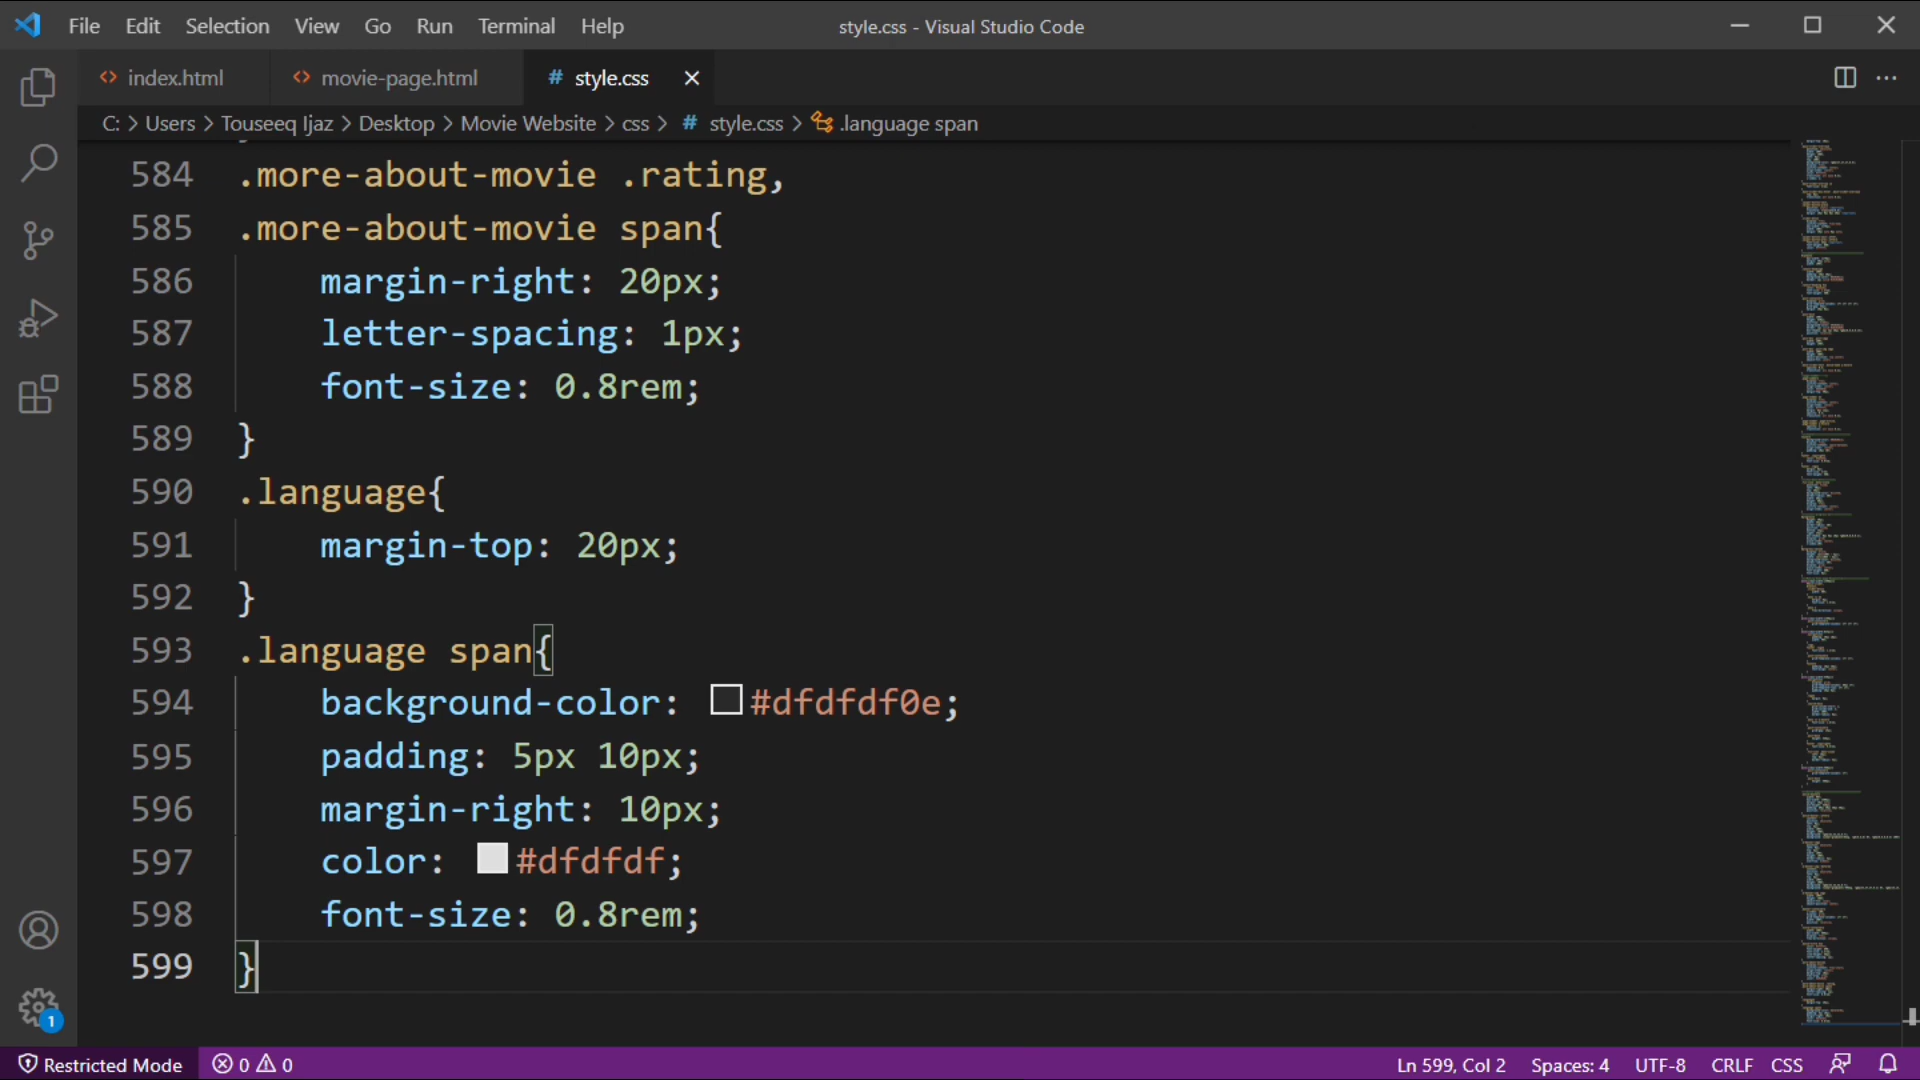 File Edit Selection View Go Run Terminal Help
style.css - Visual Studio Code
index.html movie-page.html # style.css
C: > Users > Touseeq Ijaz > Desktop > Movie Website > css > # style.css > .language span
584 .more-about-movie .rating,
585 .more-about-movie span{
586 margin-right: 20px;
587 letter-spacing: 1px;
588 font-size: 0.8rem;
589 }
590 .language{
591 margin-top: 20px;
592 }
593 .language span{
594 background-color: #dfdfdf0e;
595 padding: 5px 10px;
596 margin-right: 10px;
597 color: #dfdfdf;
598 font-size: 0.8rem;
599 }
1
Restricted Mode 0 0 Ln 599, Col 2 Spaces: 4 UTF-8 CRLF CSS